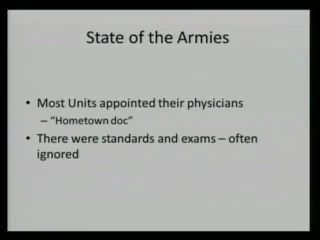 State of the Armies
• Most Units appointed their physicians
– “Hometown doc”
• There were standards and exams – often
ignored